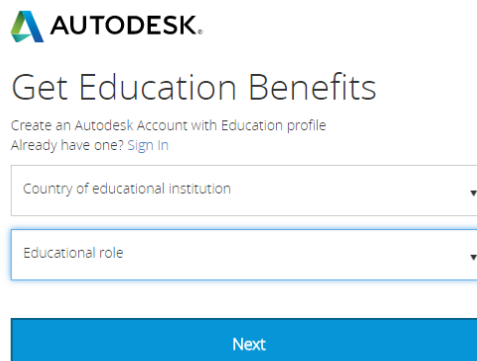 AUTODESK.
Get Education Benefits
Create an Autodesk Account with Education profile
Already have one? Sign In
Country of educational institution
Educational role
Next